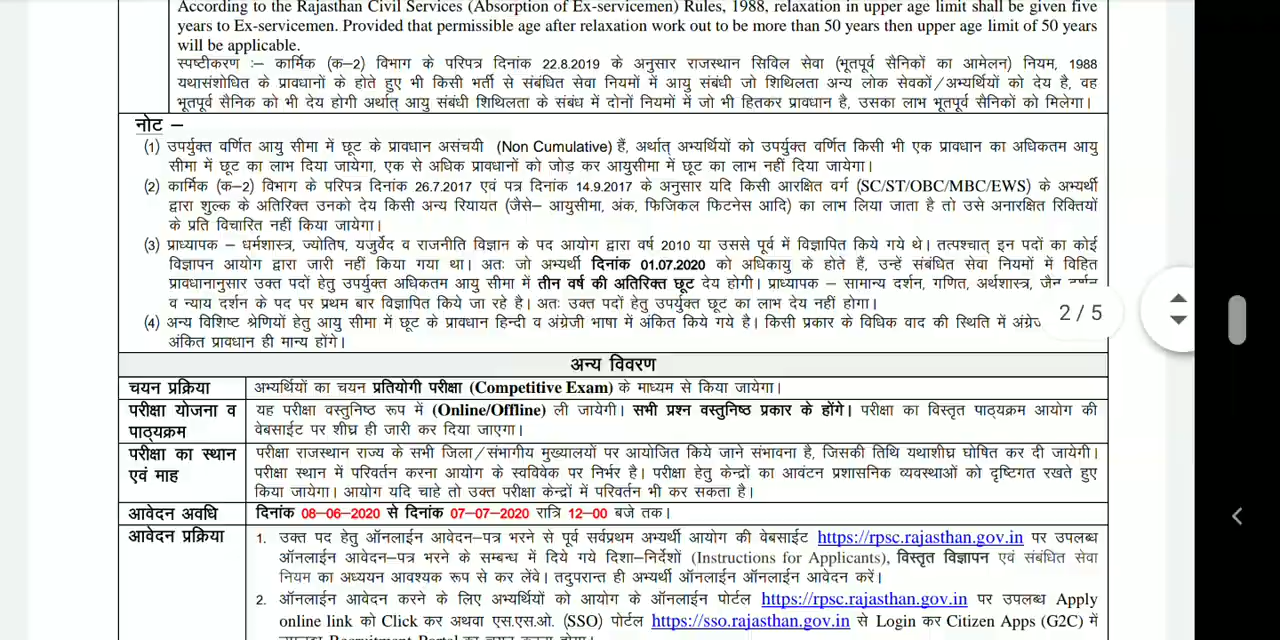 According to the Rajasthan Civil Services (Absorption of Ex-servicemen) Rules, 1988, relaxation in upper age limit shall be given five
years to Ex-servicemen. Provided that permissible age after relaxation work out to be more than 50 years then upper age limit of 50 years
will be applicable.
स्पष्टीकरण :– कार्मिक (क–2) विभाग के परिपत्र दिनांक 22.8.2019 के अनुसार राजस्थान सिविल सेवा (भूतपूर्व सैनिकों का आमेलन) नियम, 1988
यथासंशोधित के प्रावधानों के होते हुए भी किसी भर्ती से संबंधित सेवा नियमों में आयु संबंधी जो शिथिलता अन्य लोक सेवकों/अभ्यर्थियों को देय है, वह
भूतपूर्व सैनिक को भी देय होगी अर्थात् आयु संबंधी शिथिलता के संबंध में दोनों नियमों में जो भी हितकर प्रावधान है, उसका लाभ भूतपूर्व सैनिकों को मिलेगा।
नोट –
(1) उपर्युक्त वर्णित आयु सीमा में छूट के प्रावधान असंचयी (Non Cumulative) हैं, अर्थात् अभ्यर्थियों को उपर्युक्त वर्णित किसी भी एक प्रावधान का अधिकतम आयु
सीमा में छूट का लाभ दिया जायेगा, एक से अधिक प्रावधानों को जोड़ कर आयुसीमा में छूट का लाभ नहीं दिया जायेगा।
(2) कार्मिक (क–2) विभाग के परिपत्र दिनांक 26.7.2017 एवं पत्र दिनांक 14.9.2017 के अनुसार यदि किसी आरक्षित वर्ग (SC/ST/OBC/MBC/EWS) के अभ्यर्थी
द्वारा शुल्क के अतिरिक्त उनको देय किसी अन्य रियायत (जैसे– आयुसीमा, अंक, फिजिकल फिटनेस आदि) का लाभ लिया जाता है तो उसे अनारक्षित रिक्तियों
के प्रति विचारित नहीं किया जायेगा।
(3) प्राध्यापक – धर्मशास्त्र, ज्योतिष, यजुर्वेद व राजनीति विज्ञान के पद आयोग द्वारा वर्ष 2010 या उससे पूर्व में विज्ञापित किये गये थे। तत्पश्चात् इन पदों का कोई
विज्ञापन आयोग द्वारा जारी नहीं किया गया था। अतः जो अभ्यर्थी दिनांक 01.07.2020 को अधिकायु के होते हैं, उन्हें संबंधित सेवा नियमों में विहित
प्रावधानानुसार उक्त पदों हेतु उपर्युक्त अधिकतम आयु सीमा में तीन वर्ष की अतिरिक्त छूट देय होगी। प्राध्यापक – सामान्य दर्शन, गणित, अर्थशास्त्र, जैन दर्शन
व न्याय दर्शन के पद पर प्रथम बार विज्ञापित किये जा रहे है। अतः उक्त पदों हेतु उपर्युक्त छूट का लाभ देय नहीं होगा।
2 / 5
(4) अन्य विशिष्ट श्रेणियों हेतु आयु सीमा में छूट के प्रावधान हिन्दी व अंग्रेजी भाषा में अंकित किये गये है। किसी प्रकार के विधिक वाद की स्थिति में अंग्रे
अंकित प्रावधान ही मान्य होंगे।
अन्य विवरण
चयन प्रक्रिया अभ्यर्थियों का चयन प्रतियोगी परीक्षा (Competitive Exam) के माध्यम से किया जायेगा।
परीक्षा योजना व यह परीक्षा वस्तुनिष्ठ रूप में (Online/Offline) ली जायेगी। सभी प्रश्न वस्तुनिष्ठ प्रकार के होंगे। परीक्षा का विस्तृत पाठ्यक्रम आयोग की
पाठ्यक्रम वेबसाईट पर शीघ्र ही जारी कर दिया जाएगा।
परीक्षा का स्थान परीक्षा राजस्थान राज्य के सभी जिला/संभागीय मुख्यालयों पर आयोजित किये जाने संभावना है, जिसकी तिथि यथाशीघ्र घोषित कर दी जायेगी।
एवं माह परीक्षा स्थान में परिवर्तन करना आयोग के स्वविवेक पर निर्भर है। परीक्षा हेतु केन्द्रों का आवंटन प्रशासनिक व्यवस्थाओं को दृष्टिगत रखते हुए
किया जायेगा। आयोग यदि चाहे तो उक्त परीक्षा केन्द्रों में परिवर्तन भी कर सकता है।
आवेदन अवधि दिनांक 08–06–2020 से दिनांक 07–07–2020 रात्रि 12–00 बजे तक।
आवेदन प्रक्रिया 1. उक्त पद हेतु ऑनलाईन आवेदन–पत्र भरने से पूर्व सर्वप्रथम अभ्यर्थी आयोग की वेबसाईट https://rpsc.rajasthan.gov.in पर उपलब्ध
ऑनलाईन आवेदन–पत्र भरने के सम्बन्ध में दिये गये दिशा–निर्देशों (Instructions for Applicants), विस्तृत विज्ञापन एवं संबंधित सेवा
नियम का अध्ययन आवश्यक रूप से कर लेंवे। तदुपरान्त ही अभ्यर्थी ऑनलाईन ऑनलाईन आवेदन करें।
2. ऑनलाईन आवेदन करने के लिए अभ्यर्थियों को आयोग के ऑनलाईन पोर्टल https://rpsc.rajasthan.gov.in पर उपलब्ध Apply
online link को Click कर अथवा एस.एस.ओ. (SSO) पोर्टल https://sso.rajasthan.gov.in से Login कर Citizen Apps (G2C) में